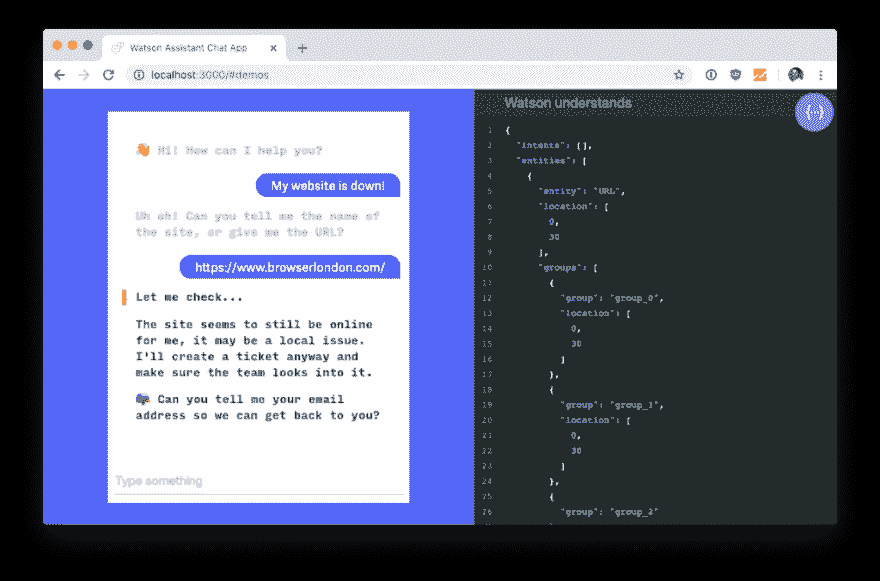 Watson Assistant Chat App
localhost:3000/#demos
Hi! How can I help you?
My website is down!
Uh oh! Can you tell me the name of
the site, or give me the URL?
https://www.browserlondon.com/
Let me check...
The site seems to still be online
for me, it may be a local issue.
I'll create a ticket anyway and
make sure the team looks into it.
Can you tell me your email
address so we can get back to you?
Type something
Watson understands
{..}
1 {
2 "intents": [],
3 "entities": [
4 {
5 "entity": "URL",
6 "location": [
7 0,
8 30
9 ],
10 "groups": [
11 {
12 "group": "group_0",
13 "location": [
14 0,
15 30
16 ]
17 },
18 {
19 "group": "group_1",
20 "location": [
21 0,
22 30
23 ]
24 },
25 {
26 "group": "group_2"